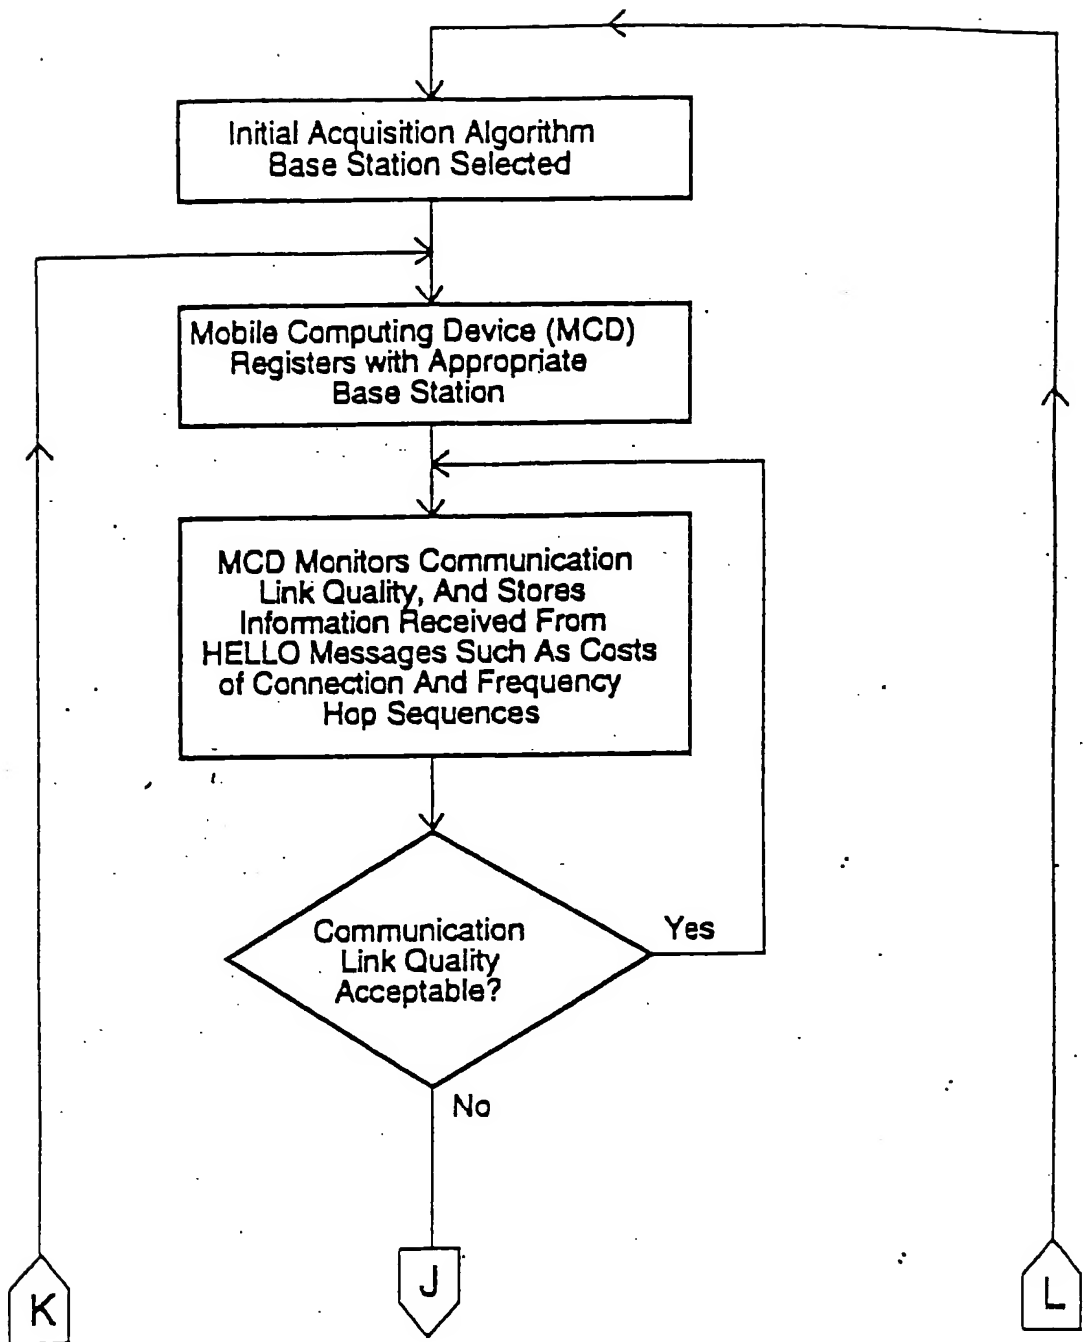 Initial Acquisition Algorithm
Base Station Selected
Mobile Computing Device (MCD)
Registers with Appropriate
Base Station
MCD Monitors Communication
Link Quality, And Stores
Information Received From
HELLO Messages Such As Costs
of Connection And Frequency
Hop Sequences
Communication
Link Quality
Acceptable?
Yes
No
K
J
L